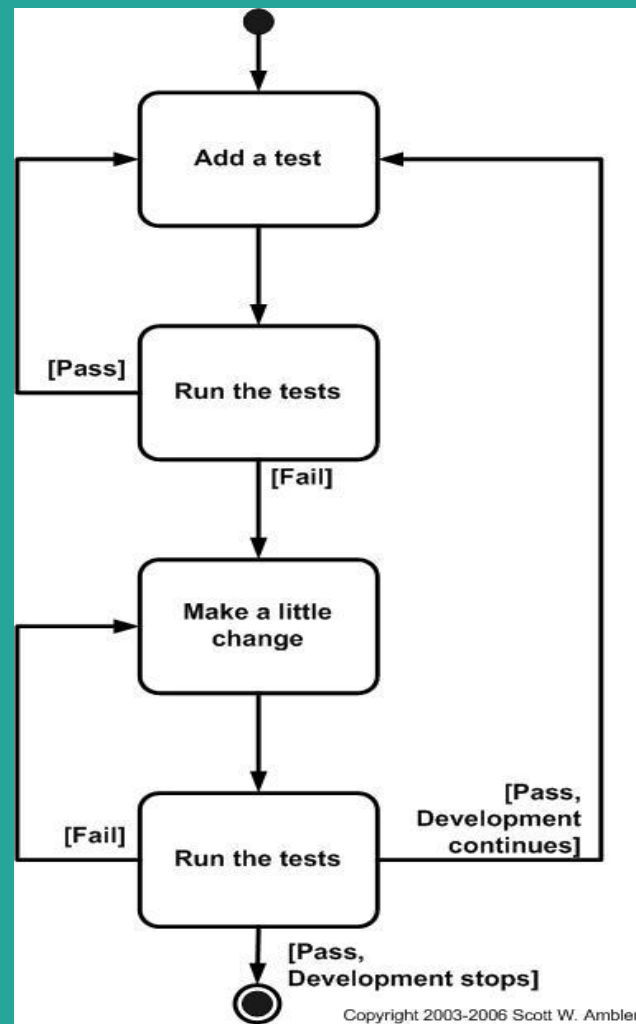 Add a test
[Pass]
Run the tests
[Fail]
Make a little
change
[Fail]
Run the tests
[Pass,
Development
continues]
[Pass,
Development stops]
Copyright 2003-2006 Scott W. Ambler